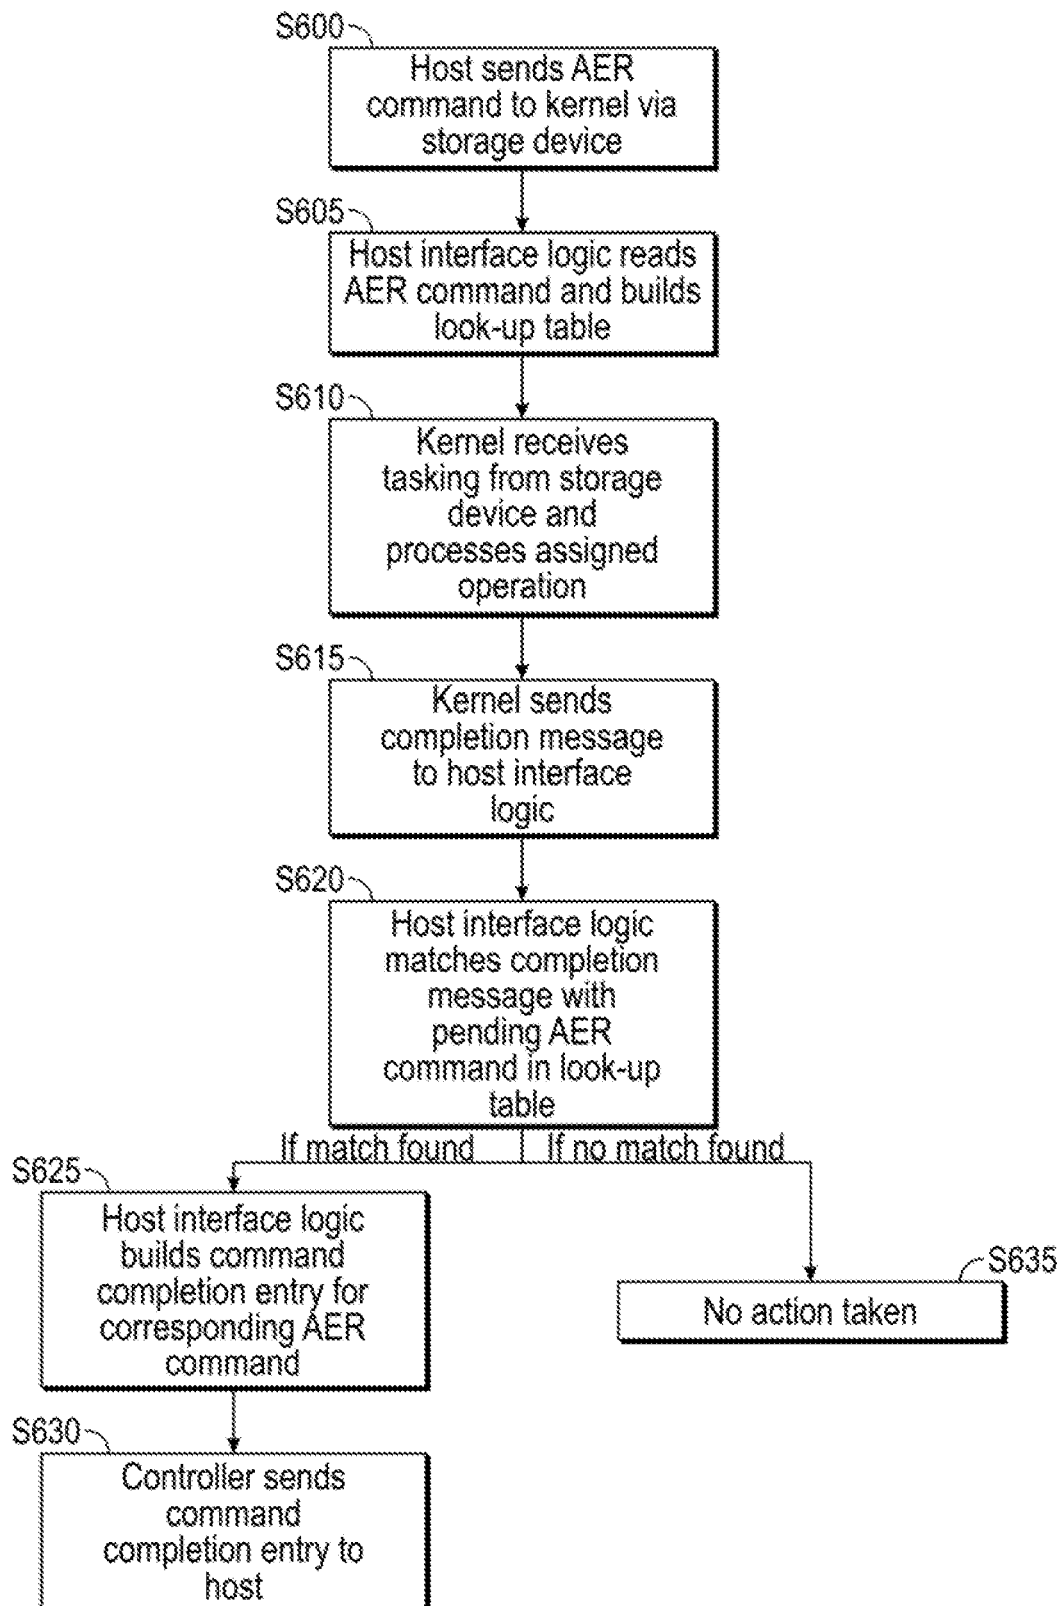 S600
Host sends AER
command to kernel via
storage device
S605
Host interface logic reads
AER command and builds
look-up table
S610
Kernel receives
tasking from storage
device and
processes assigned
operation
S615
Kernel sends
completion message
to host interface
logic
S620
Host interface logic
matches completion
message with
pending AER
command in look-up
table
If match found
If no match found
S625
Host interface logic
builds command
completion entry for
corresponding AER
command
S635
No action taken
S630
Controller sends
command
completion entry to
host